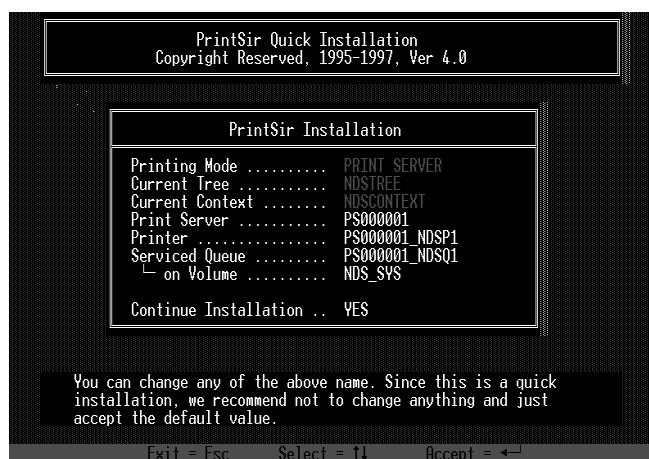 PrintSir Quick Installation
Copyright Reserved, 1995-1997, Ver 4.0
PrintSir Installation
Printing Mode .......... PRINT SERVER
Current Tree ........... NDSTREE
Current Context ........ NDSCONTEXT
Print Server ........... PS000001
Printer ................ PS000001_NDSP1
Serviced Queue ......... PS000001_NDSQ1
└─ on Volume .......... NDS_SYS
Continue Installation .. YES
You can change any of the above name. Since this is a quick
installation, we recommend not to change anything and just
accept the default value.
Exit = Esc Select = ↑↓ Accept = ◄─┘